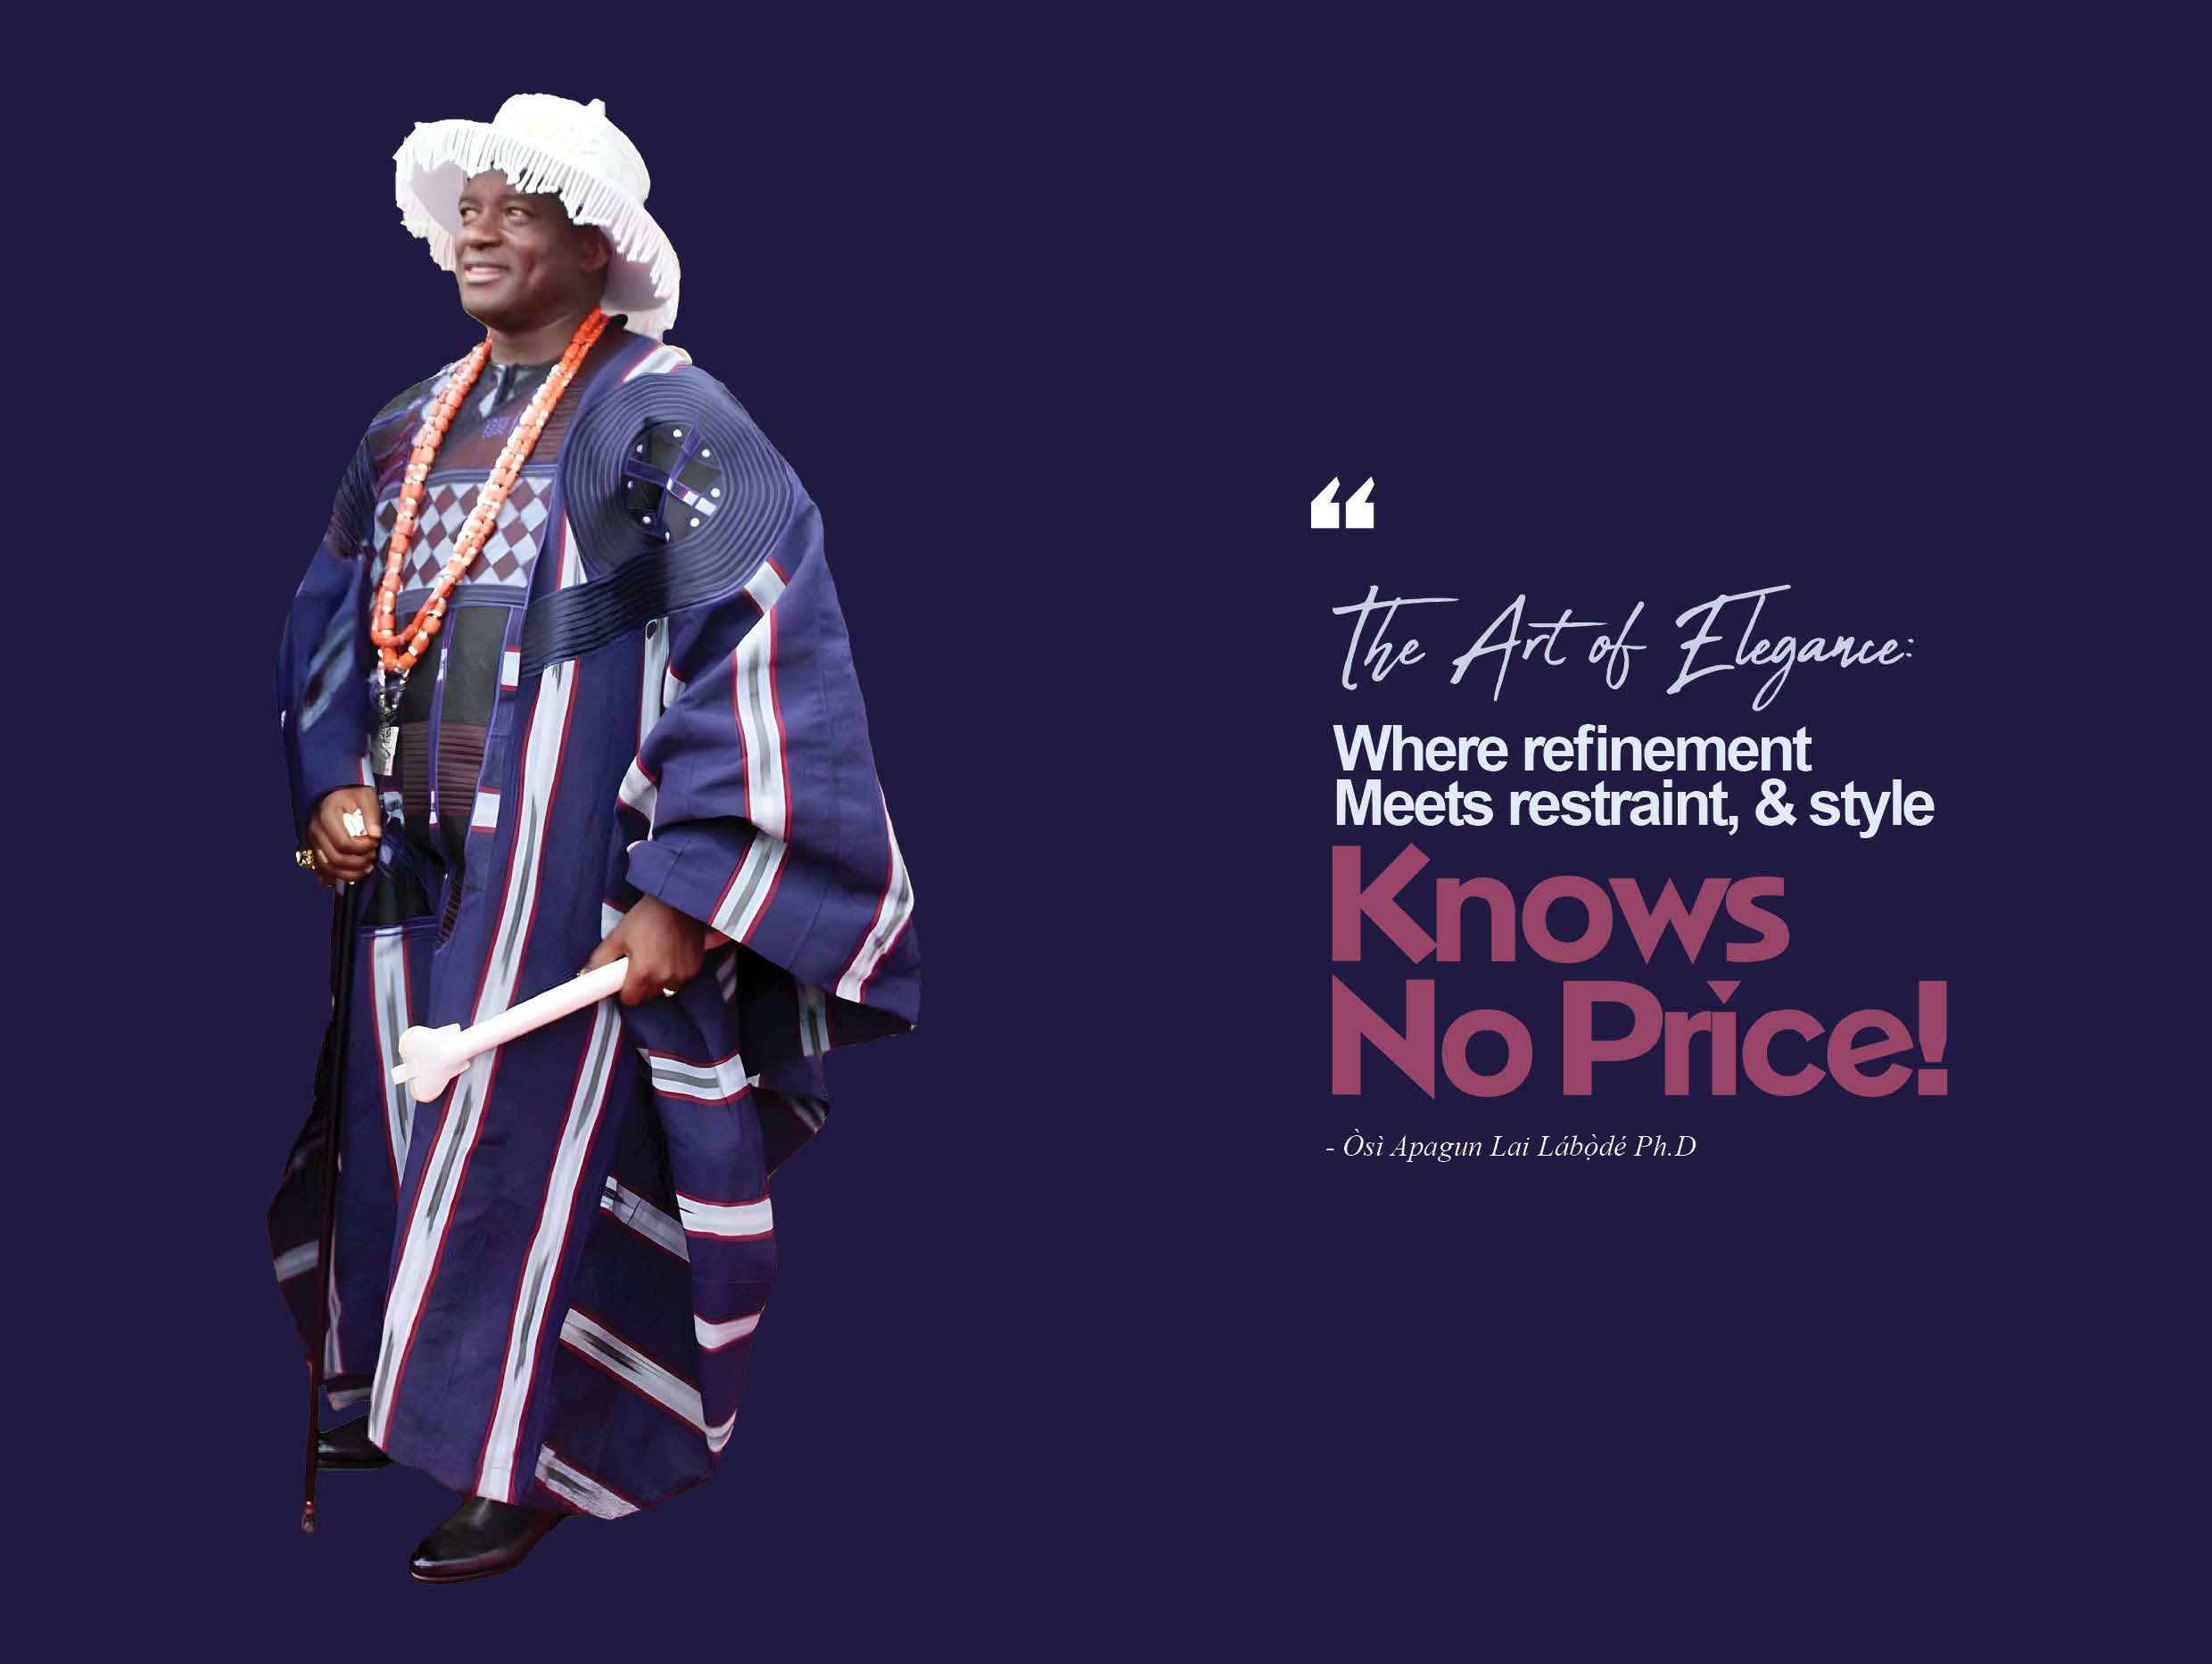 “
The Art of Elegance:
Where refinement
Meets restraint, & style
Knows
No Price!
- Òsì Apagun Lai Lábọ̀dé Ph.D